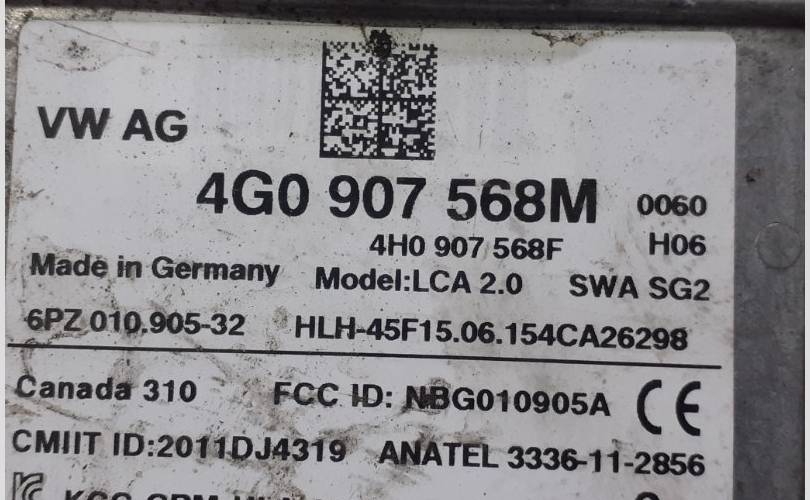 VW AG
4G0 907 568M 0060
4H0 907 568F H06
Made in Germany Model:LCA 2.0 SWA SG2
6PZ 010.905-32 HLH-45F15.06.154CA26298
Canada 310 FCC ID: NBG010905A CE
CMIIT ID:2011DJ4319 ANATEL 3336-11-2856